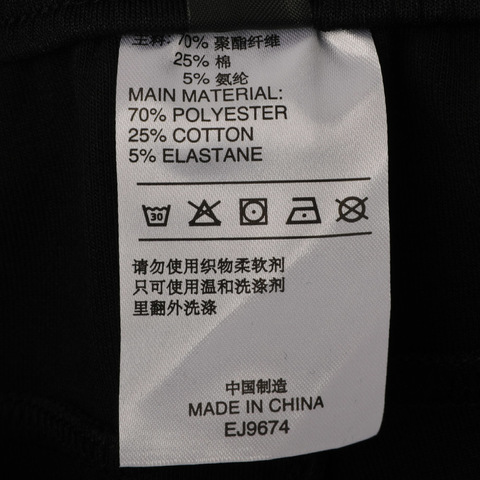 主料: 70% 聚酯纤维
25% 棉
5% 氨纶
MAIN MATERIAL:
70% POLYESTER
25% COTTON
5% ELASTANE
30
请勿使用织物柔软剂
只可使用温和洗涤剂
里翻外洗涤
中国制造
MADE IN CHINA
EJ9674